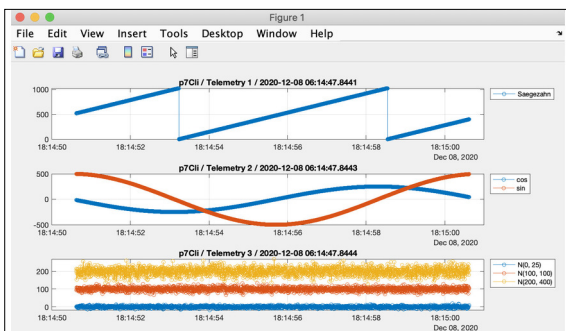 Figure 1
File Edit View Insert Tools Desktop Window Help
p7Cli / Telemetry 1 / 2020-12-08 06:14:47.8441
1000
500
0
Saegezahn
18:14:50 18:14:52 18:14:54 18:14:56 18:14:58 18:15:00
Dec 08, 2020
p7Cli / Telemetry 2 / 2020-12-08 06:14:47.8443
500
0
-500
cos
sin
18:14:50 18:14:52 18:14:54 18:14:56 18:14:58 18:15:00
Dec 08, 2020
p7Cli / Telemetry 3 / 2020-12-08 06:14:47.8444
200
100
0
N(0, 25)
N(100, 100)
N(200, 400)
18:14:50 18:14:52 18:14:54 18:14:56 18:14:58 18:15:00
Dec 08, 2020